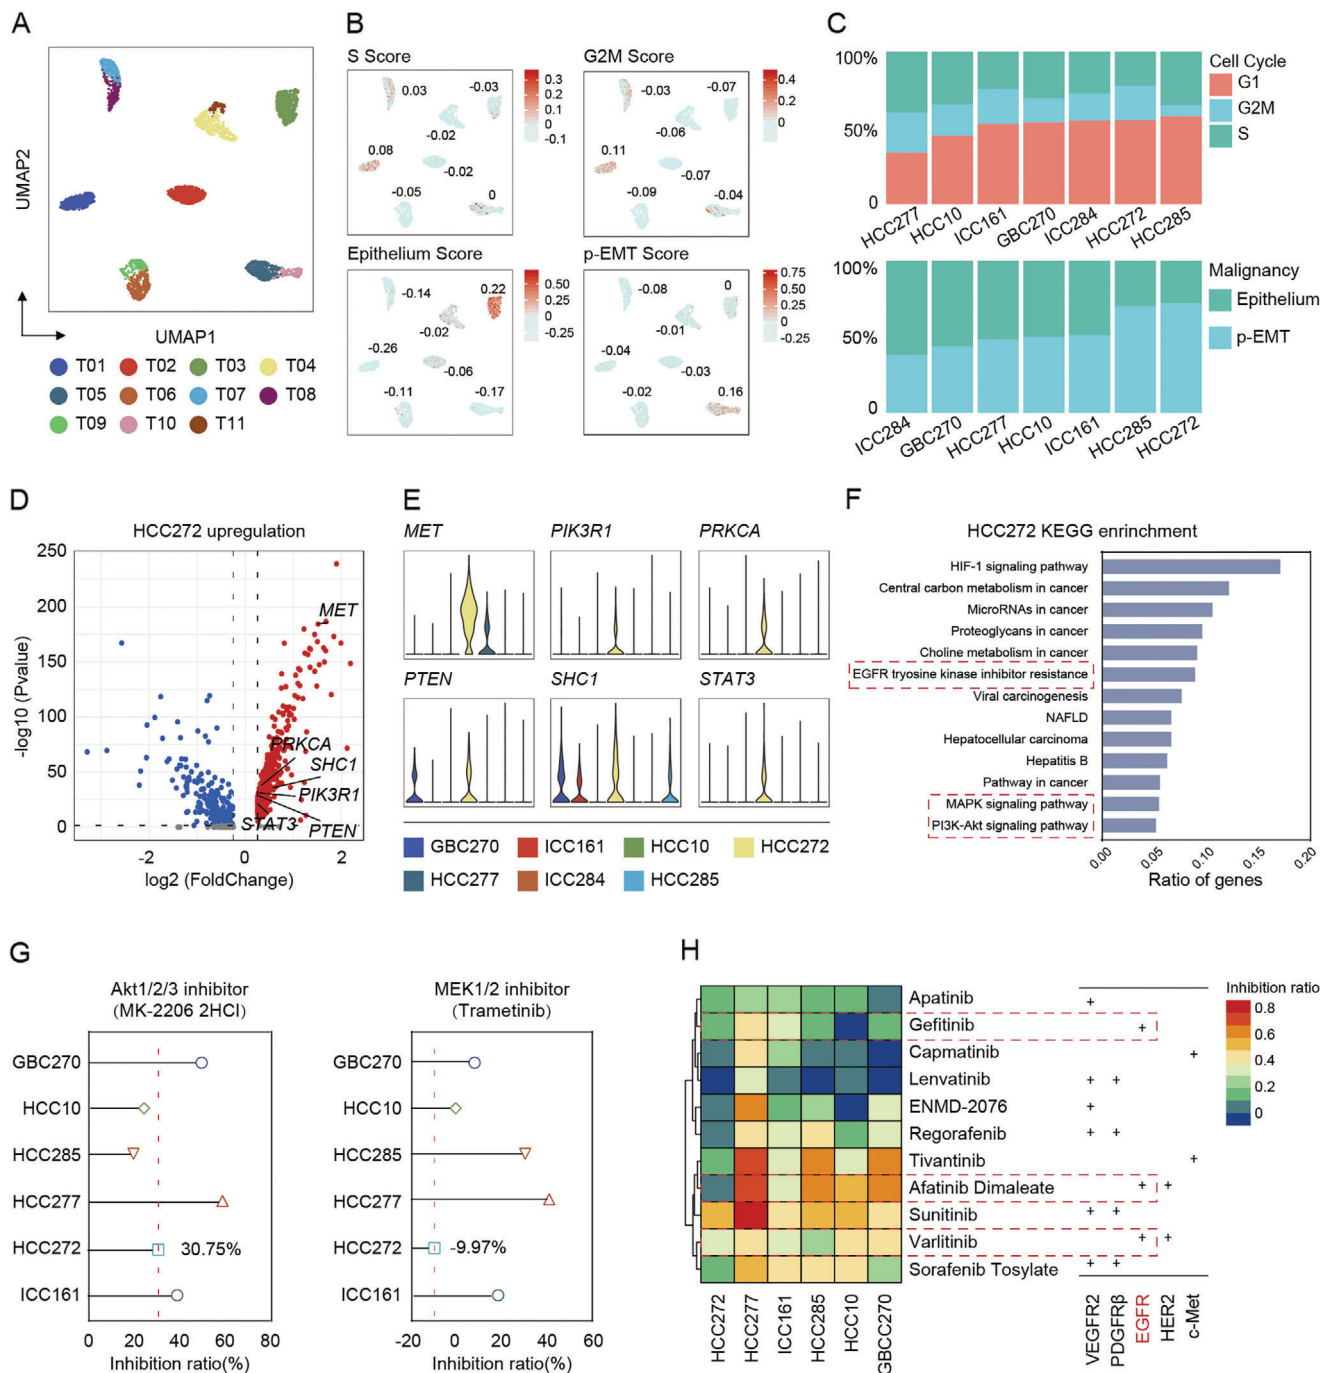 A
UMAP2
UMAP1
T01 T02 T03 T04
T05 T06 T07 T08
T09 T10 T11
B
S Score
0.03
-0.03
-0.02
0.08
-0.02
-0.05
0
0.3
0.2
0.1
0
-0.1
G2M Score
-0.03
-0.07
-0.06
0.11
-0.07
-0.09
-0.04
0.4
0.2
0
Epithelium Score
-0.14
0.22
-0.02
-0.26
-0.06
-0.11
-0.17
0.50
0.25
0
-0.25
p-EMT Score
-0.08
0
-0.01
-0.04
-0.03
-0.02
0.16
0.75
0.50
0.25
0
-0.25
C
100%
50%
0
HCC277 HCC10 ICC161 GBC270 ICC284 HCC272 HCC285
Cell Cycle
G1
G2M
S
100%
50%
0
ICC284 GBC270 HCC277 HCC10 ICC161 HCC285 HCC272
Malignancy
Epithelium
p-EMT
D
HCC272 upregulation
-log10 (Pvalue)
250
200
150
100
50
0
MET
PRKCA
SHC1
PIK3R1
STAT3
PTEN
-2 0 2
log2 (FoldChange)
E
MET PIK3R1 PRKCA
PTEN SHC1 STAT3
GBC270 ICC161 HCC10 HCC272
HCC277 ICC284 HCC285
F
HCC272 KEGG enrinchment
HIF-1 signaling pathway
Central carbon metabolism in cancer
MicroRNAs in cancer
Proteoglycans in cancer
Choline metabolism in cancer
EGFR tryosine kinase inhibitor resistance
Viral carcinogenesis
NAFLD
Hepatocellular carcinoma
Hepatitis B
Pathway in cancer
MAPK signaling pathway
PI3K-Akt signaling pathway
0.00 0.05 0.10 0.15 0.20
Ratio of genes
G
Akt1/2/3 inhibitor
(MK-2206 2HCI)
GBC270
HCC10
HCC285
HCC277
HCC272
30.75%
ICC161
0 20 40 60 80
Inhibition ratio(%)
MEK1/2 inhibitor
(Trametinib)
GBC270
HCC10
HCC285
HCC277
HCC272
-9.97%
ICC161
-20 0 20 40 60
Inhibition ratio(%)
H
Apatinib +
Gefitinib +
Capmatinib +
Lenvatinib + +
ENMD-2076 +
Regorafenib + +
Tivantinib +
Afatinib Dimaleate + +
Sunitinib + +
Varlitinib + +
Sorafenib Tosylate + +
HCC272 HCC277 ICC161 HCC285 HCC10 GBCC270
VEGFR2 PDGFRβ EGFR HER2 c-Met
Inhibition ratio
0.8
0.6
0.4
0.2
0